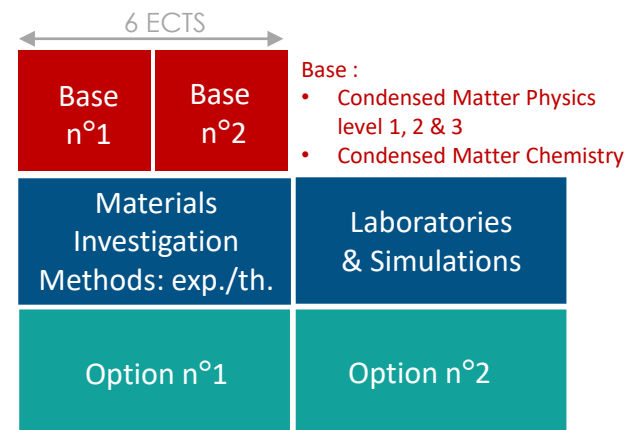 6 ECTS
Base
n°1
Base
n°2
Base :
• Condensed Matter Physics
level 1, 2 & 3
• Condensed Matter Chemistry
Materials
Investigation
Methods: exp./th.
Laboratories
& Simulations
Option n°1
Option n°2